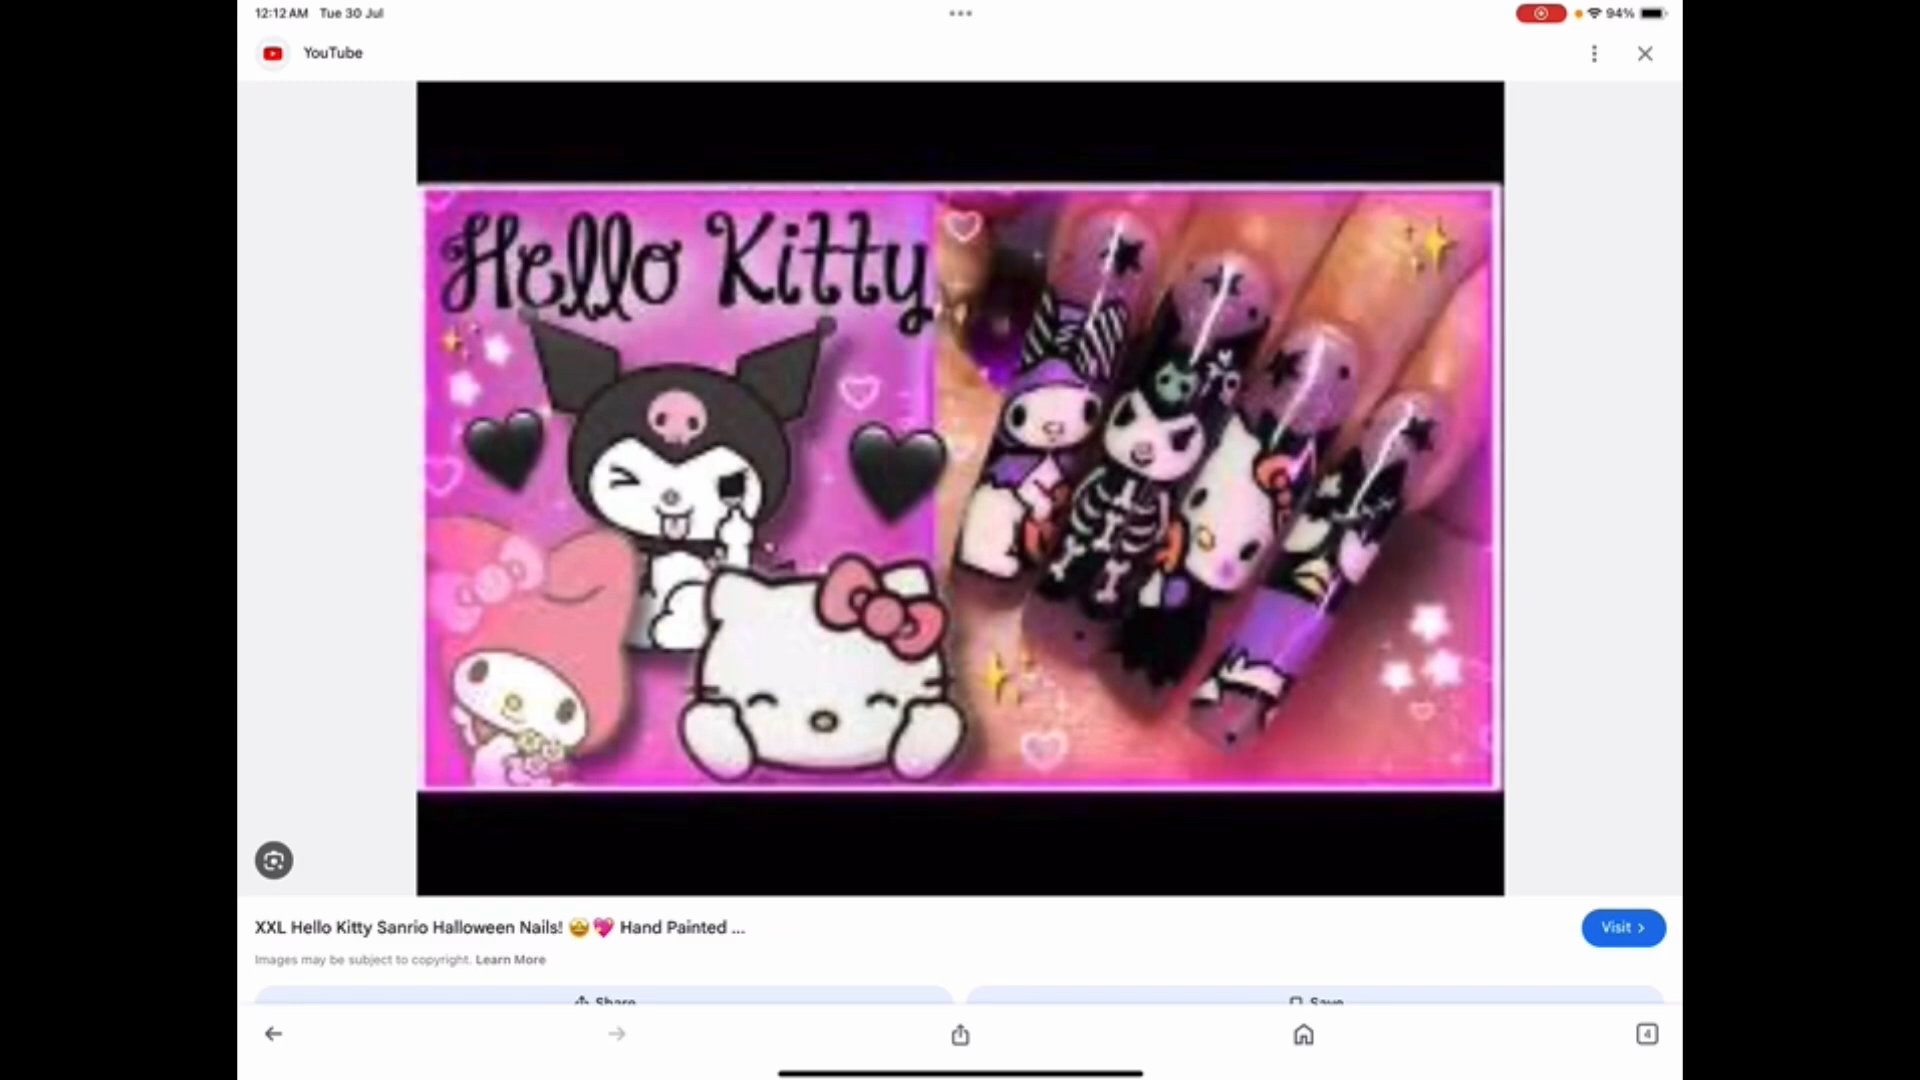 12:12 AM Tue 30 Jul
94%
YouTube
Hello Kitty
XXL Hello Kitty Sanrio Halloween Nails! 🤩💖 Hand Painted ...
Visit
Images may be subject to copyright. Learn More
Share
Save
4